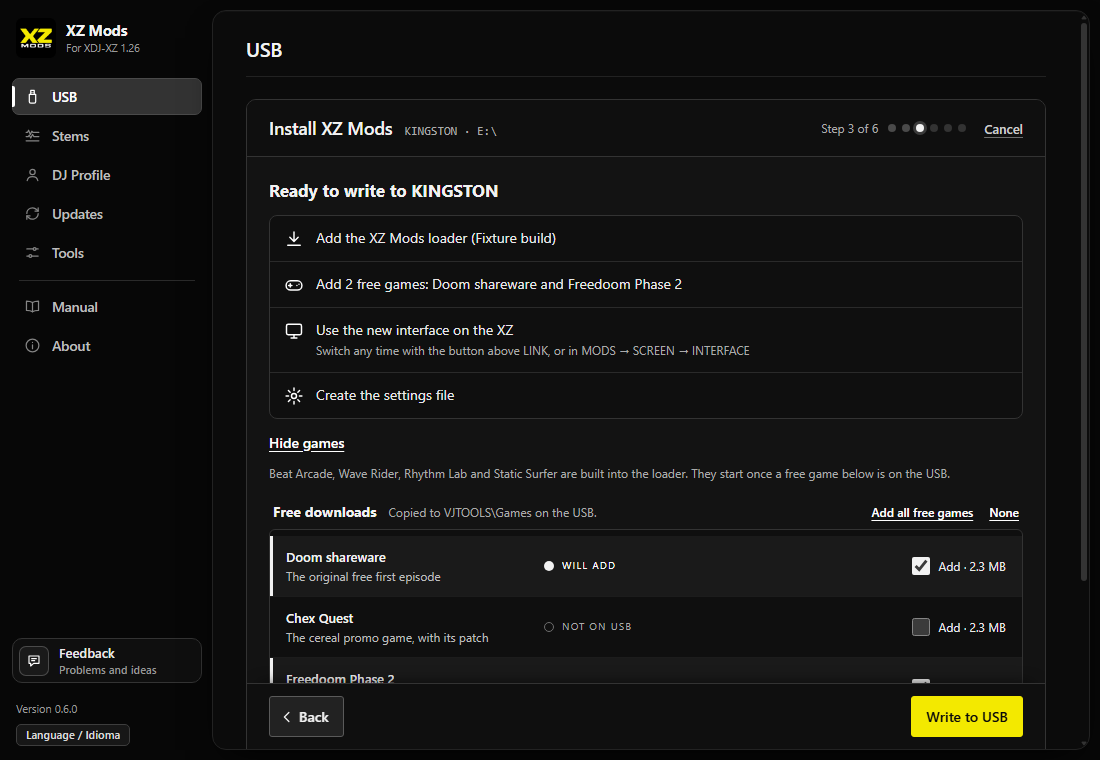 XZ MODS
XZ Mods
For XDJ-XZ 1.26
USB
Stems
DJ Profile
Updates
Tools
Manual
About
Feedback
Problems and ideas
Version 0.6.0
Language / Idioma
USB
Install XZ Mods KINGSTON · E:\
Step 3 of 6
Cancel
Ready to write to KINGSTON
Add the XZ Mods loader (Fixture build)
Add 2 free games: Doom shareware and Freedoom Phase 2
Use the new interface on the XZ
Switch any time with the button above LINK, or in MODS → SCREEN → INTERFACE
Create the settings file
Hide games
Beat Arcade, Wave Rider, Rhythm Lab and Static Surfer are built into the loader. They start once a free game below is on the USB.
Free downloads Copied to VJTOOLS\Games on the USB.
Add all free games None
Doom shareware
The original free first episode
WILL ADD
Add · 2.3 MB
Chex Quest
The cereal promo game, with its patch
NOT ON USB
Add · 2.3 MB
Freedoom Phase 2
Back
Write to USB